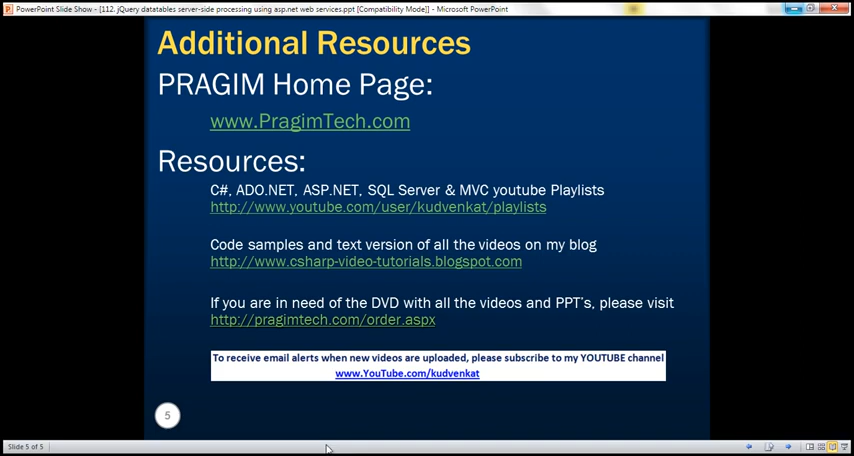 PowerPoint Slide Show - [112. jQuery datatables server-side processing using asp.net web services.ppt [Compatibility Mode]] - Microsoft PowerPoint
Additional Resources
PRAGIM Home Page:
www.PragimTech.com
Resources:
C#, ADO.NET, ASP.NET, SQL Server & MVC youtube Playlists
http://www.youtube.com/user/kudvenkat/playlists
Code samples and text version of all the videos on my blog
http://www.csharp-video-tutorials.blogspot.com
If you are in need of the DVD with all the videos and PPT's, please visit
http://pragimtech.com/order.aspx
To receive email alerts when new videos are uploaded, please subscribe to my YOUTUBE channel
www.YouTube.com/kudvenkat
5
Slide 5 of 5